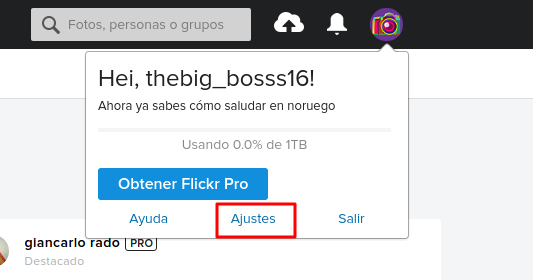 Fotos, personas o grupos
Hei, thebig_bosss16!
Ahora ya sabes cómo saludar en noruego
Usando 0.0% de 1TB
Obtener Flickr Pro
Ayuda Ajustes Salir
giancarlo rado PRO
Destacado